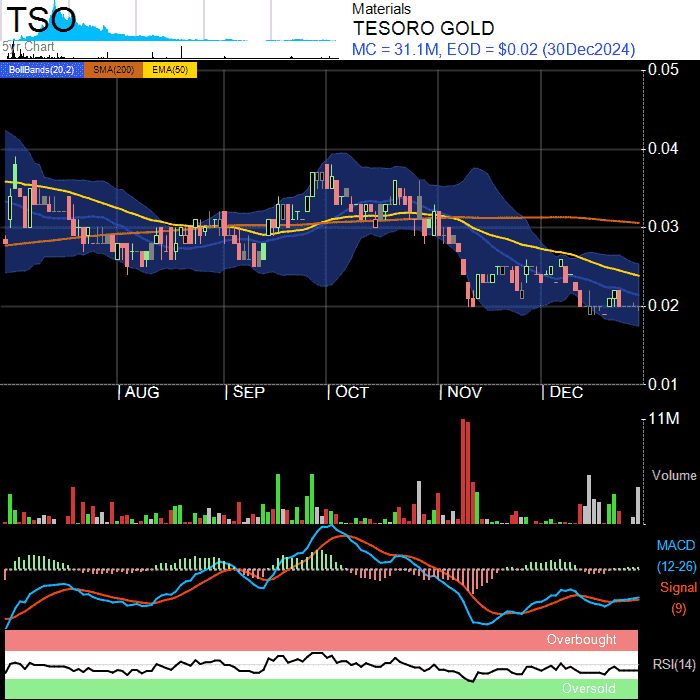 TSO
5yr. Chart
Materials
TESORO GOLD
MC = 31.1M, EOD = $0.02 (30Dec2024)
BollBands(20,2) SMA(200) EMA(50)
0.05
0.04
0.03
0.02
0.01
AUG SEP OCT NOV DEC
11M
Volume
MACD
(12-26)
Signal
(9)
Overbought
RSI(14)
Oversold